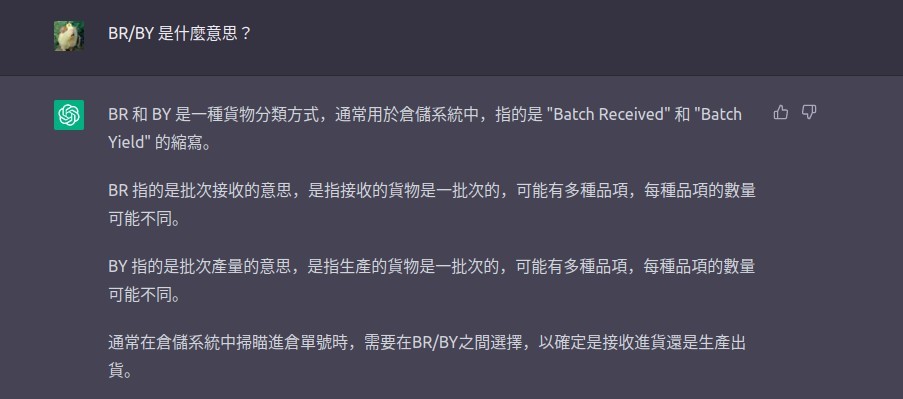 BR/BY 是什麼意思？
BR 和 BY 是一種貨物分類方式，通常用於倉儲系統中，指的是 "Batch Received" 和 "Batch
Yield" 的縮寫。
BR 指的是批次接收的意思，是指接收的貨物是一批次的，可能有多種品項，每種品項的數量
可能不同。
BY 指的是批次產量的意思，是指生產的貨物是一批次的，可能有多種品項，每種品項的數量
可能不同。
通常在倉儲系統中掃瞄進倉單號時，需要在BR/BY之間選擇，以確定是接收進貨還是生產出
貨。